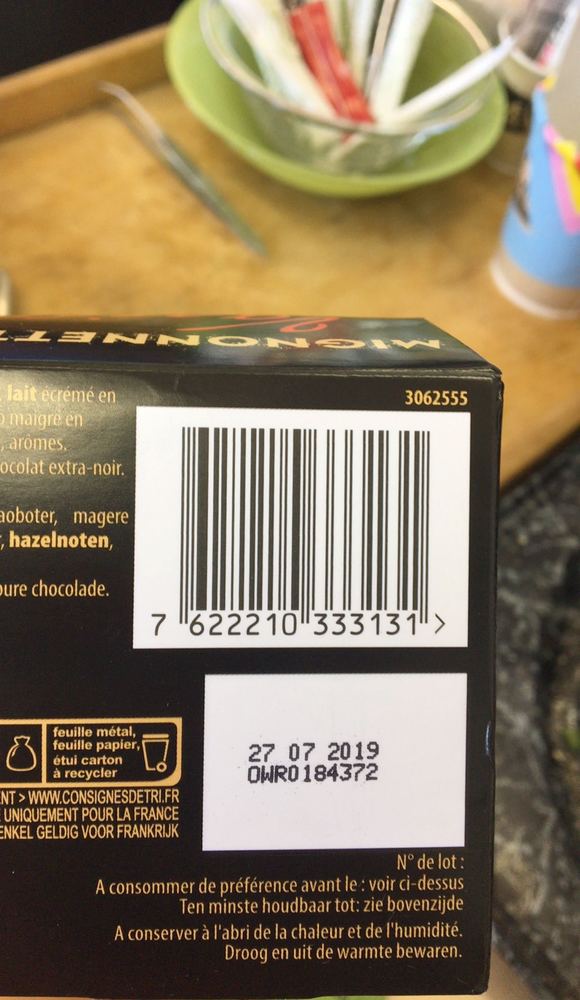 MIGNONNET
lait écrémé en
maigre en
, arômes.
ocolat extra-noir.
aoboter, magere
, hazelnoten,
pure chocolade.
3062555
7 622210 333131 >
feuille métal,
feuille papier,
étui carton
à recycler
NT > WWW.CONSIGNESDETRI.FR
UNIQUEMENT POUR LA FRANCE
ENKEL GELDIG VOOR FRANKRIJK
27 07 2019
OWR0184372
N° de lot :
A consommer de préférence avant le : voir ci-dessus
Ten minste houdbaar tot: zie bovenzijde
A conserver à l'abri de la chaleur et de l'humidité.
Droog en uit de warmte bewaren.